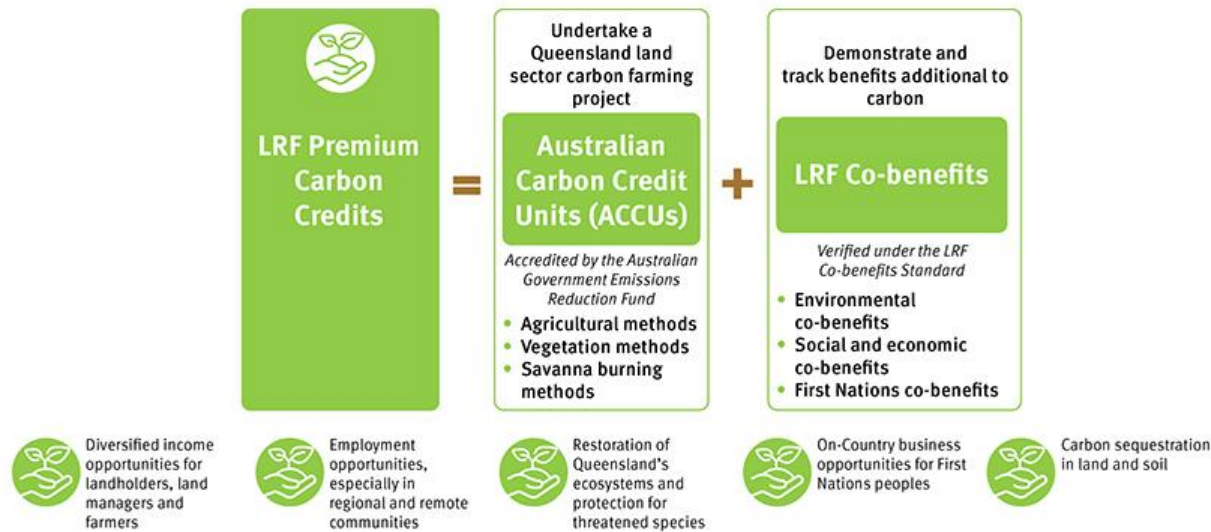 LRF Premium
Carbon
Credits
=
Undertake a
Queensland land
sector carbon farming
project
Australian
Carbon Credit
Units (ACCUs)
Accredited by the Australian
Government Emissions
Reduction Fund
• Agricultural methods
• Vegetation methods
• Savanna burning
methods
+
Demonstrate and
track benefits additional to
carbon
LRF Co-benefits
Verified under the LRF
Co-benefits Standard
• Environmental
co-benefits
• Social and economic
co-benefits
• First Nations co-benefits
Diversified income
opportunities for
landholders, land
managers and
farmers
Employment
opportunities,
especially in
regional and remote
communities
Restoration of
Queensland's
ecosystems and
protection for
threatened species
On-Country business
opportunities for First
Nations peoples
Carbon sequestration
in land and soil